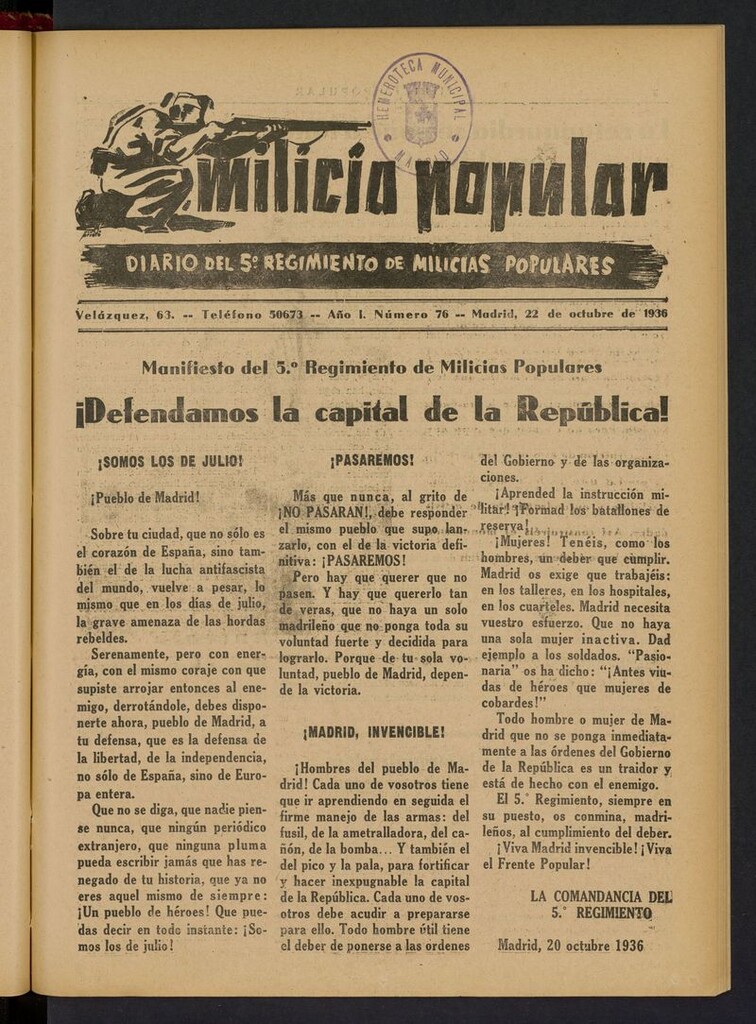 HEMEROTECA MUNICIPAL
MADRID
milicia popular
DIARIO DEL 5º REGIMIENTO DE MILICIAS POPULARES
Velázquez, 63. -- Teléfono 50673 -- Año I. Número 76 -- Madrid, 22 de octubre de 1936
Manifiesto del 5.º Regimiento de Milicias Populares
¡Defendamos la capital de la República!
¡SOMOS LOS DE JULIO!
¡Pueblo de Madrid!
Sobre tu ciudad, que no sólo es
el corazón de España, sino tam-
bién el de la lucha antifascista
del mundo, vuelve a pesar, lo
mismo que en los días de julio,
la grave amenaza de las hordas
rebeldes.
Serenamente, pero con ener-
gía, con el mismo coraje con que
supiste arrojar entonces al ene-
migo, derrotándole, debes dispo-
nerte ahora, pueblo de Madrid, a
tu defensa, que es la defensa de
la libertad, de la independencia,
no sólo de España, sino de Euro-
pa entera.
Que no se diga, que nadie pien-
se nunca, que ningún periódico
extranjero, que ninguna pluma
pueda escribir jamás que has re-
negado de tu historia, que ya no
eres aquel mismo de siempre:
¡Un pueblo de héroes! Que pue-
das decir en todo instante: ¡So-
mos los de julio!
¡PASAREMOS!
Más que nunca, al grito de
¡NO PASARAN!, debe responder
el mismo pueblo que supo lan-
zarlo, con el de la victoria defi-
nitiva: ¡PASAREMOS!
Pero hay que querer que no
pasen. Y hay que quererlo tan
de veras, que no haya un solo
madrileño que no ponga toda su
voluntad fuerte y decidida para
lograrlo. Porque de tu sola vo-
luntad, pueblo de Madrid, depen-
de la victoria.
¡MADRID, INVENCIBLE!
¡Hombres del pueblo de Ma-
drid! Cada uno de vosotros tiene
que ir aprendiendo en seguida el
firme manejo de las armas: del
fusil, de la ametralladora, del ca-
ñón, de la bomba... Y también el
del pico y la pala, para fortificar
y hacer inexpugnable la capital
de la República. Cada uno de vos-
otros debe acudir a prepararse
para ello. Todo hombre útil tiene
el deber de ponerse a las ordenes
del Gobierno y de las organiza-
ciones.
¡Aprended la instrucción mi-
litar! ¡Formad los batallones de
reserva!
¡Mujeres! Tenéis, como los
hombres, un deber que cumplir.
Madrid os exige que trabajéis:
en los talleres, en los hospitales,
en los cuarteles. Madrid necesita
vuestro esfuerzo. Que no haya
una sola mujer inactiva. Dad
ejemplo a los soldados. "Pasio-
naria" os ha dicho: "¡Antes viu-
das de héroes que mujeres de
cobardes!"
Todo hombre o mujer de Ma-
drid que no se ponga inmediata-
mente a las órdenes del Gobierno
de la República es un traidor y
está de hecho con el enemigo.
El 5.º Regimiento, siempre en
su puesto, os conmina, madri-
leños, al cumplimiento del deber.
¡Viva Madrid invencible! ¡Viva
el Frente Popular!
LA COMANDANCIA DEL
5.º REGIMIENTO
Madrid, 20 octubre 1936